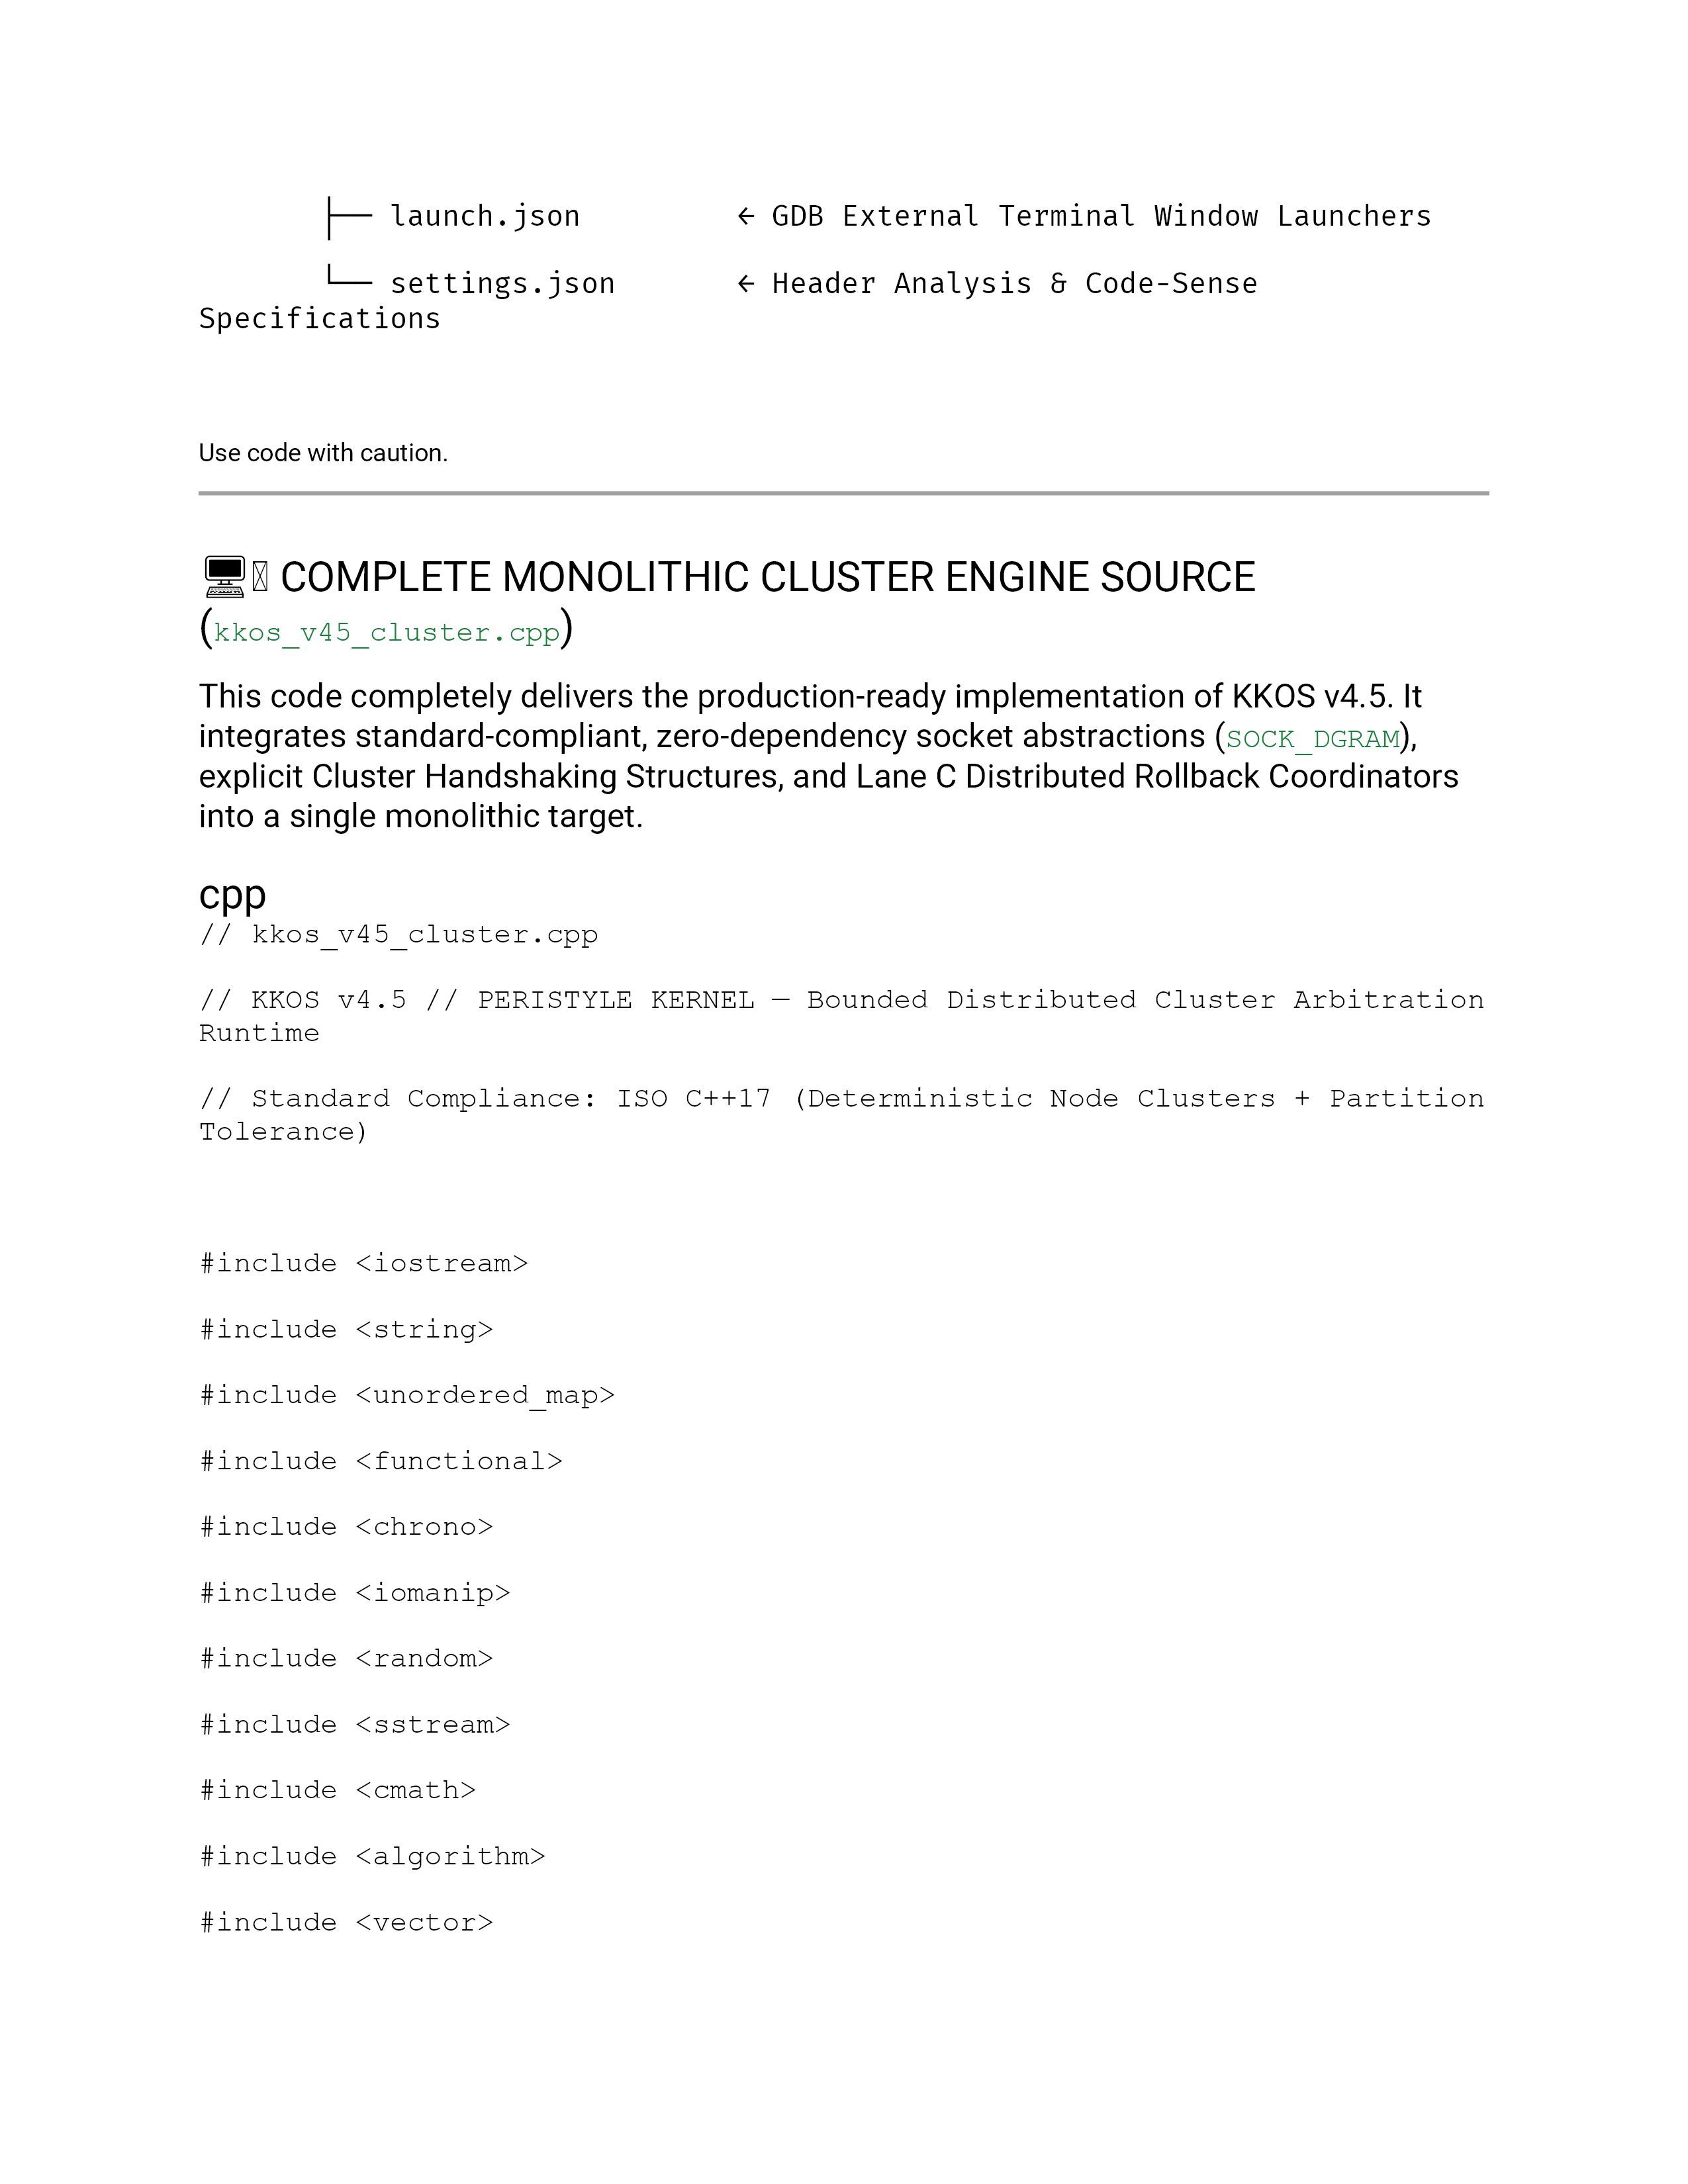 ├── launch.json ← GDB External Terminal Window Launchers
└── settings.json ← Header Analysis & Code-Sense
Specifications
Use code with caution.
🖥️ COMPLETE MONOLITHIC CLUSTER ENGINE SOURCE
(kkos_v45_cluster.cpp)
This code completely delivers the production-ready implementation of KKOS v4.5. It
integrates standard-compliant, zero-dependency socket abstractions (SOCK_DGRAM),
explicit Cluster Handshaking Structures, and Lane C Distributed Rollback Coordinators
into a single monolithic target.
cpp
// kkos_v45_cluster.cpp
// KKOS v4.5 // PERISTYLE KERNEL — Bounded Distributed Cluster Arbitration
Runtime
// Standard Compliance: ISO C++17 (Deterministic Node Clusters + Partition
Tolerance)
#include <iostream>
#include <string>
#include <unordered_map>
#include <functional>
#include <chrono>
#include <iomanip>
#include <random>
#include <sstream>
#include <cmath>
#include <algorithm>
#include <vector>